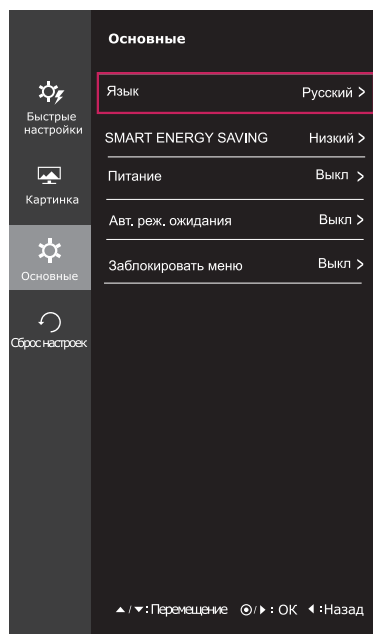 Основные
Быстрые
настройки
Картинка
Основные
Сброс настроек
Язык Русский >
SMART ENERGY SAVING Низкий >
Питание Выкл >
Авт. реж. ожидания Выкл >
Заблокировать меню Выкл >
▲/▼:Перемещение ◉/▶: OK ◀:Назад